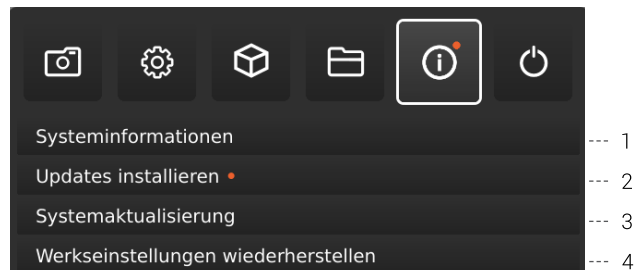 Systeminformationen --- 1
Updates installieren • --- 2
Systemaktualisierung --- 3
Werkseinstellungen wiederherstellen --- 4